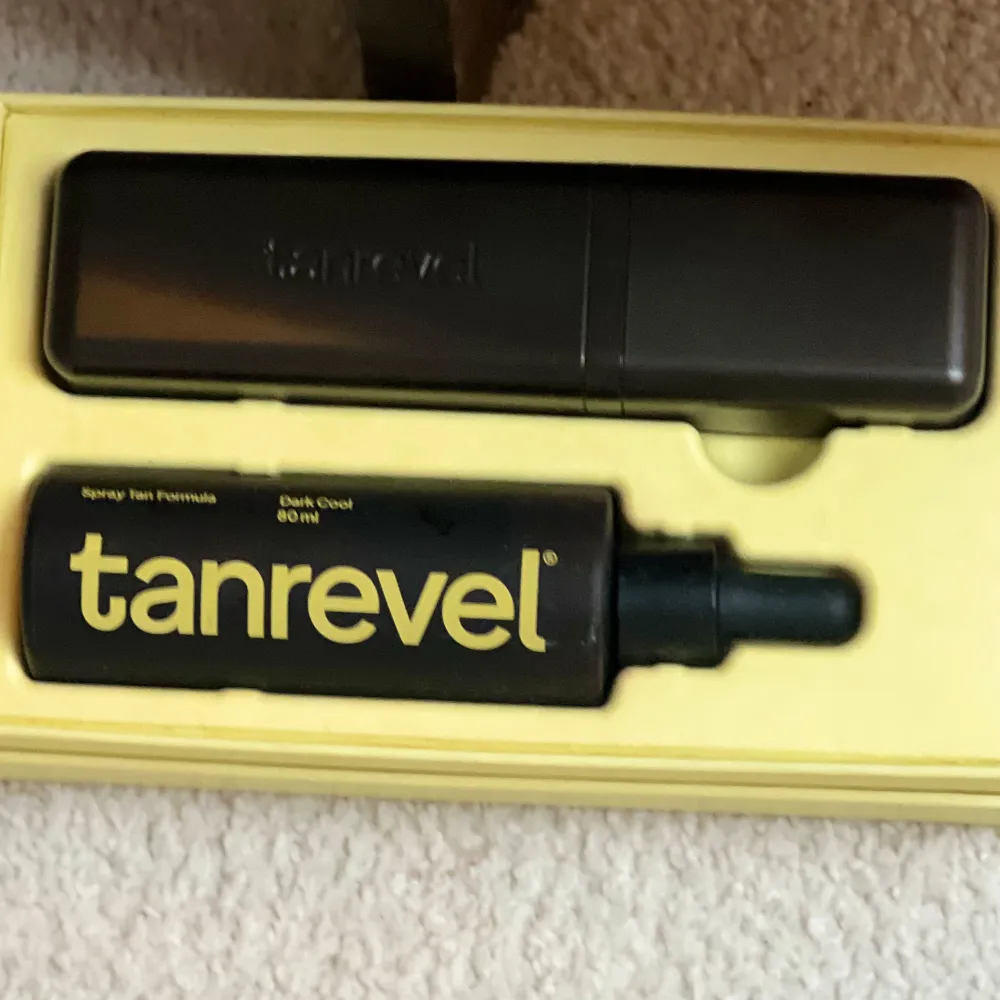 tanrevel
Spray Tan Formula
Dark Cool
80 ml
tanrevel®